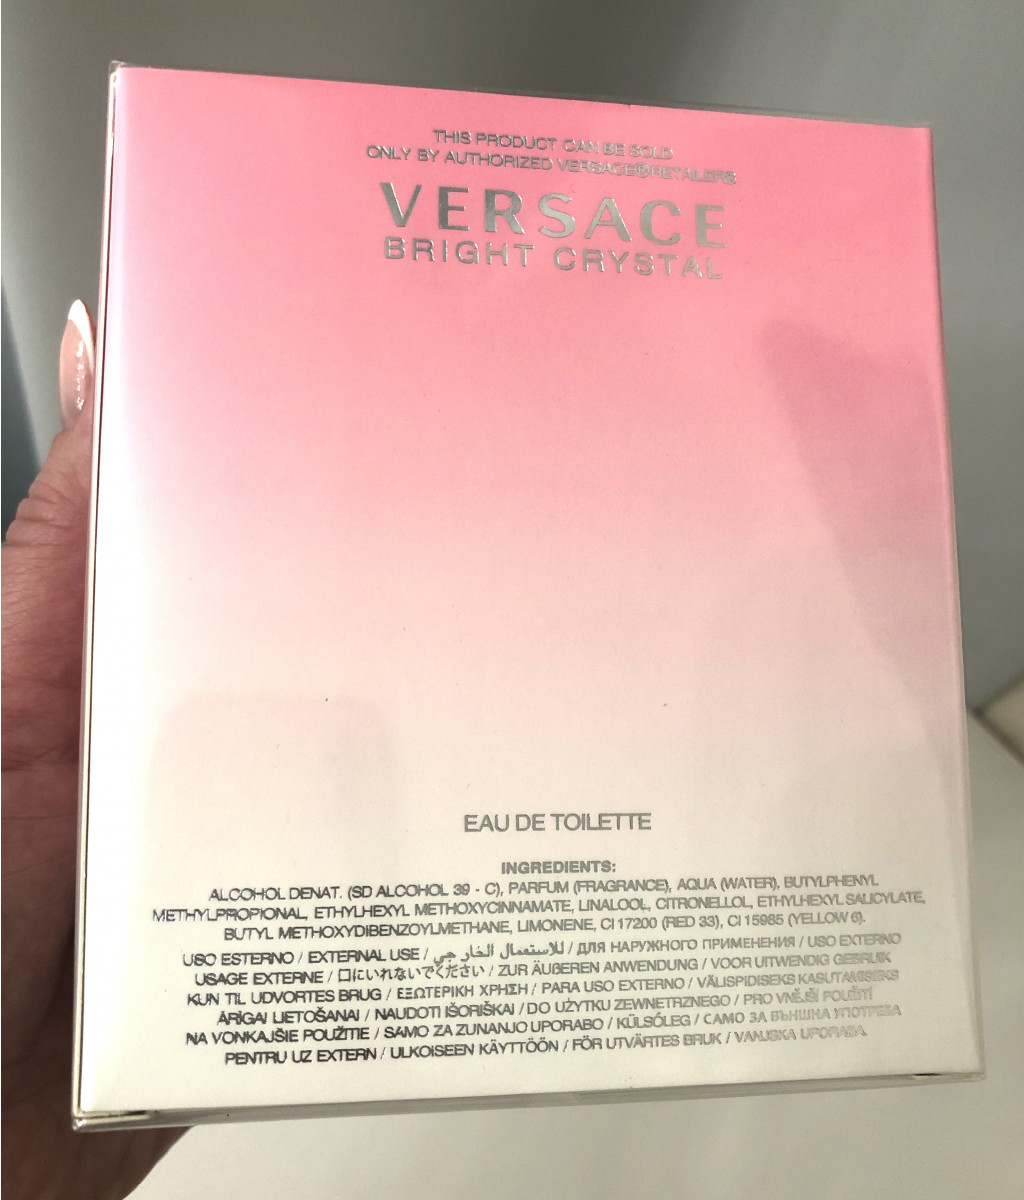 THIS PRODUCT CAN BE SOLD
ONLY BY AUTHORIZED VERSACE® RETAILERS
VERSACE
BRIGHT CRYSTAL
EAU DE TOILETTE
INGREDIENTS:
ALCOHOL DENAT. (SD ALCOHOL 39 - C), PARFUM (FRAGRANCE), AQUA (WATER), BUTYLPHENYL
METHYLPROPIONAL, ETHYLHEXYL METHOXYCINNAMATE, LINALOOL, CITRONELLOL, ETHYLHEXYL SALICYLATE,
BUTYL METHOXYDIBENZOYLMETHANE, LIMONENE, CI 17200 (RED 33), CI 15985 (YELLOW 6).
USO ESTERNO / EXTERNAL USE / للاستعمال الخارجي / ДЛЯ НАРУЖНОГО ПРИМЕНЕНИЯ / USO EXTERNO
USAGE EXTERNE / 口にいれないでください / ZUR ÄUßEREN ANWENDUNG / VOOR UITWENDIG GEBRUIK
KUN TIL UDVORTES BRUG / ΕΞΩΤΕΡΙΚΗ ΧΡΗΣΗ / PARA USO EXTERNO / VÄLISPIDISEKS KASUTAMISEKS
ĀRĪGAI LIETOŠANAI / NAUDOTI IŠORIŠKAI / DO UŻYTKU ZEWNETRZNEGO / PRO VNĚJŠÍ POUŽITÍ
NA VONKAJŠIE POUŽITIE / SAMO ZA ZUNANJO UPORABO / KÜLSÓLEG / САМО ЗА ВЪНШНА УПОТРЕБА
PENTRU UZ EXTERN / ULKOISEEN KÄYTTÖÖN / FÖR UTVÄRTES BRUK / VANJSKA UPORABA.